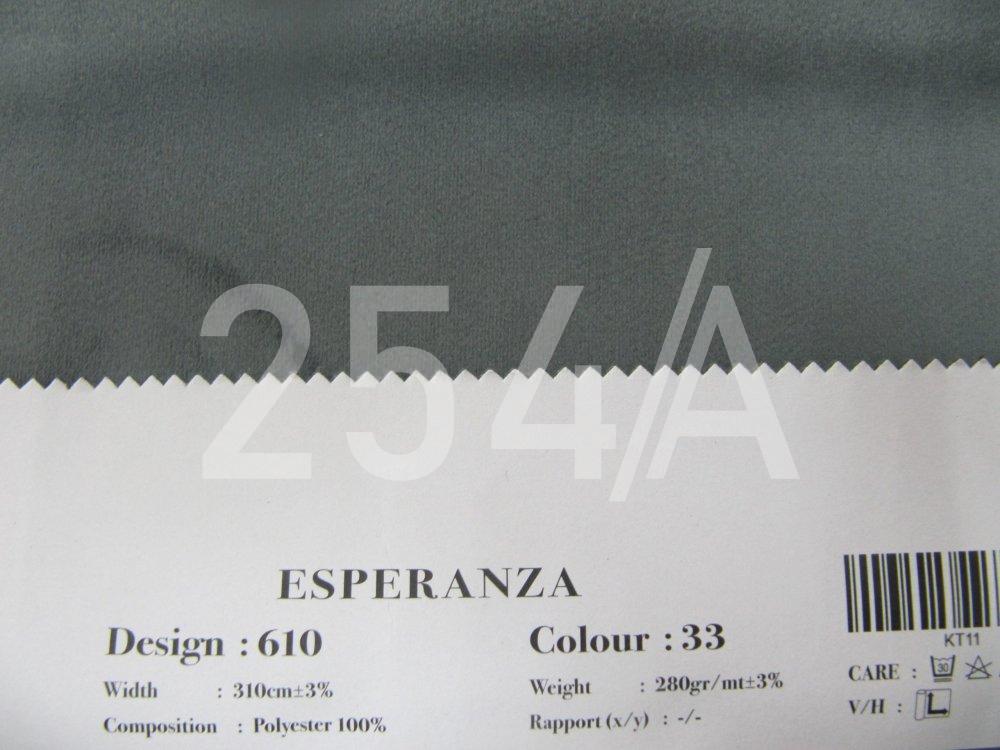 254/A
ESPERANZA
Design : 610
Colour : 33
Width : 310cm±3%
Weight : 280gr/mt±3%
Composition : Polyester 100%
Rapport (x/y) : -/-
KT11
CARE : 30
V/H : L